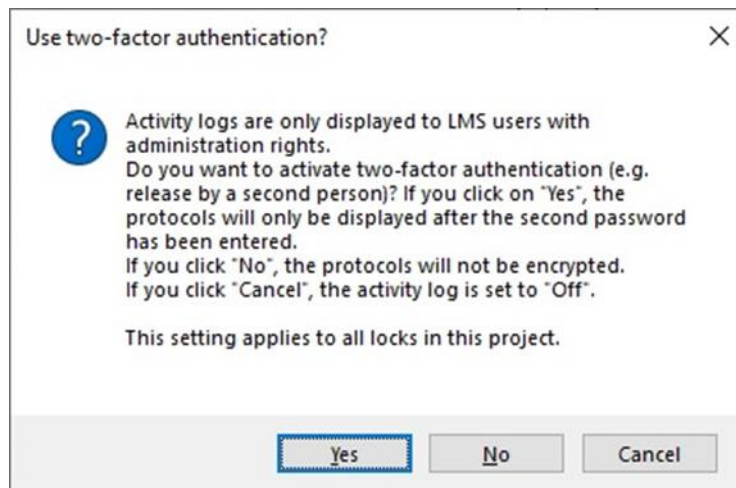 Use two-factor authentication?
Activity logs are only displayed to LMS users with
administration rights.
Do you want to activate two-factor authentication (e.g.
release by a second person)? If you click on "Yes", the
protocols will only be displayed after the second password
has been entered.
If you click "No", the protocols will not be encrypted.
If you click "Cancel", the activity log is set to "Off".
This setting applies to all locks in this project.
Yes
No
Cancel